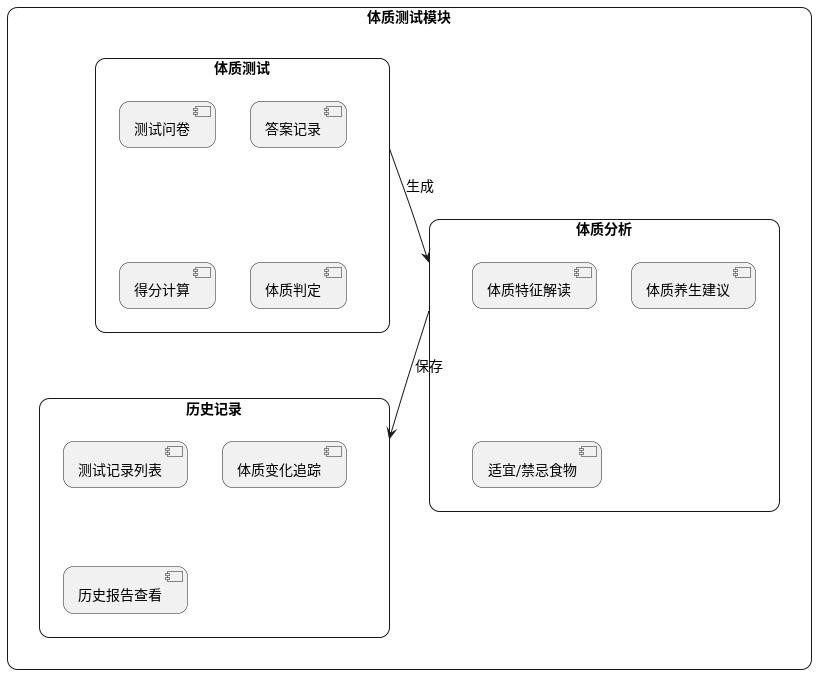 体质测试模块
体质测试
测试问卷
答案记录
得分计算
体质判定
生成
体质分析
体质特征解读
体质养生建议
适宜/禁忌食物
保存
历史记录
测试记录列表
体质变化追踪
历史报告查看